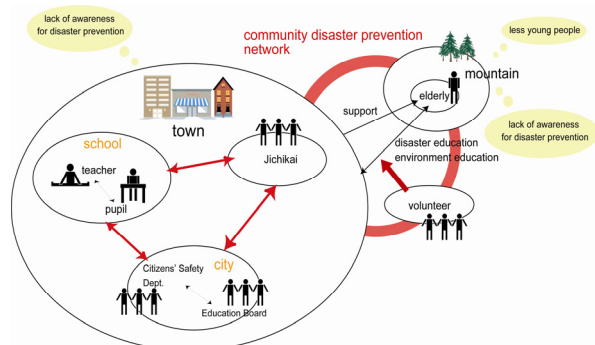 lack of awareness
for disaster prevention
community disaster prevention
network
less young people
mountain
elderly
town
support
lack of awareness
for disaster prevention
school
teacher
pupil
Jichikai
disaster education
environment education
volunteer
city
Citizens' Safety
Dept.
Education Board